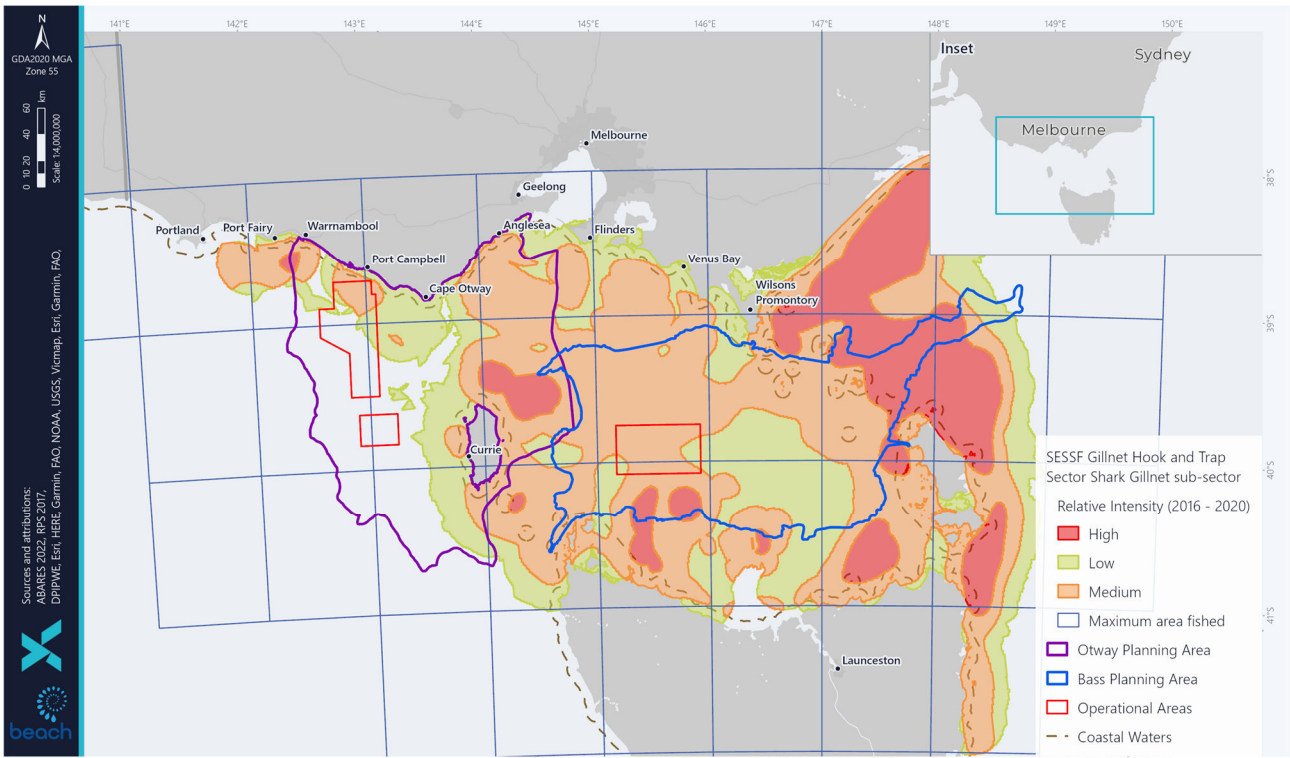 141°E
142°E
143°E
144°E
145°E
146°E
147°E
148°E
149°E
150°E
N
GDA2020 MGA
Zone 55
0 10 20 40 60 km
Scale: 1:4,000,000
Sources and attributions:
ABARES 2022, RPS 2017,
DPIPWE, Esri, HERE, Garmin, FAO, NOAA, USGS, Vicmap, Esri, Garmin, FAO,
beach
Inset
Sydney
Melbourne
Melbourne
Geelong
Portland
Port Fairy
Warrnambool
Anglesea
Flinders
Port Campbell
Cape Otway
Venus Bay
Wilsons
Promontory
Currie
Launceston
38°S
39°S
40°S
41°S
SESSF Gillnet Hook and Trap
Sector Shark Gillnet sub-sector
Relative Intensity (2016 - 2020)
High
Low
Medium
Maximum area fished
Otway Planning Area
Bass Planning Area
Operational Areas
Coastal Waters